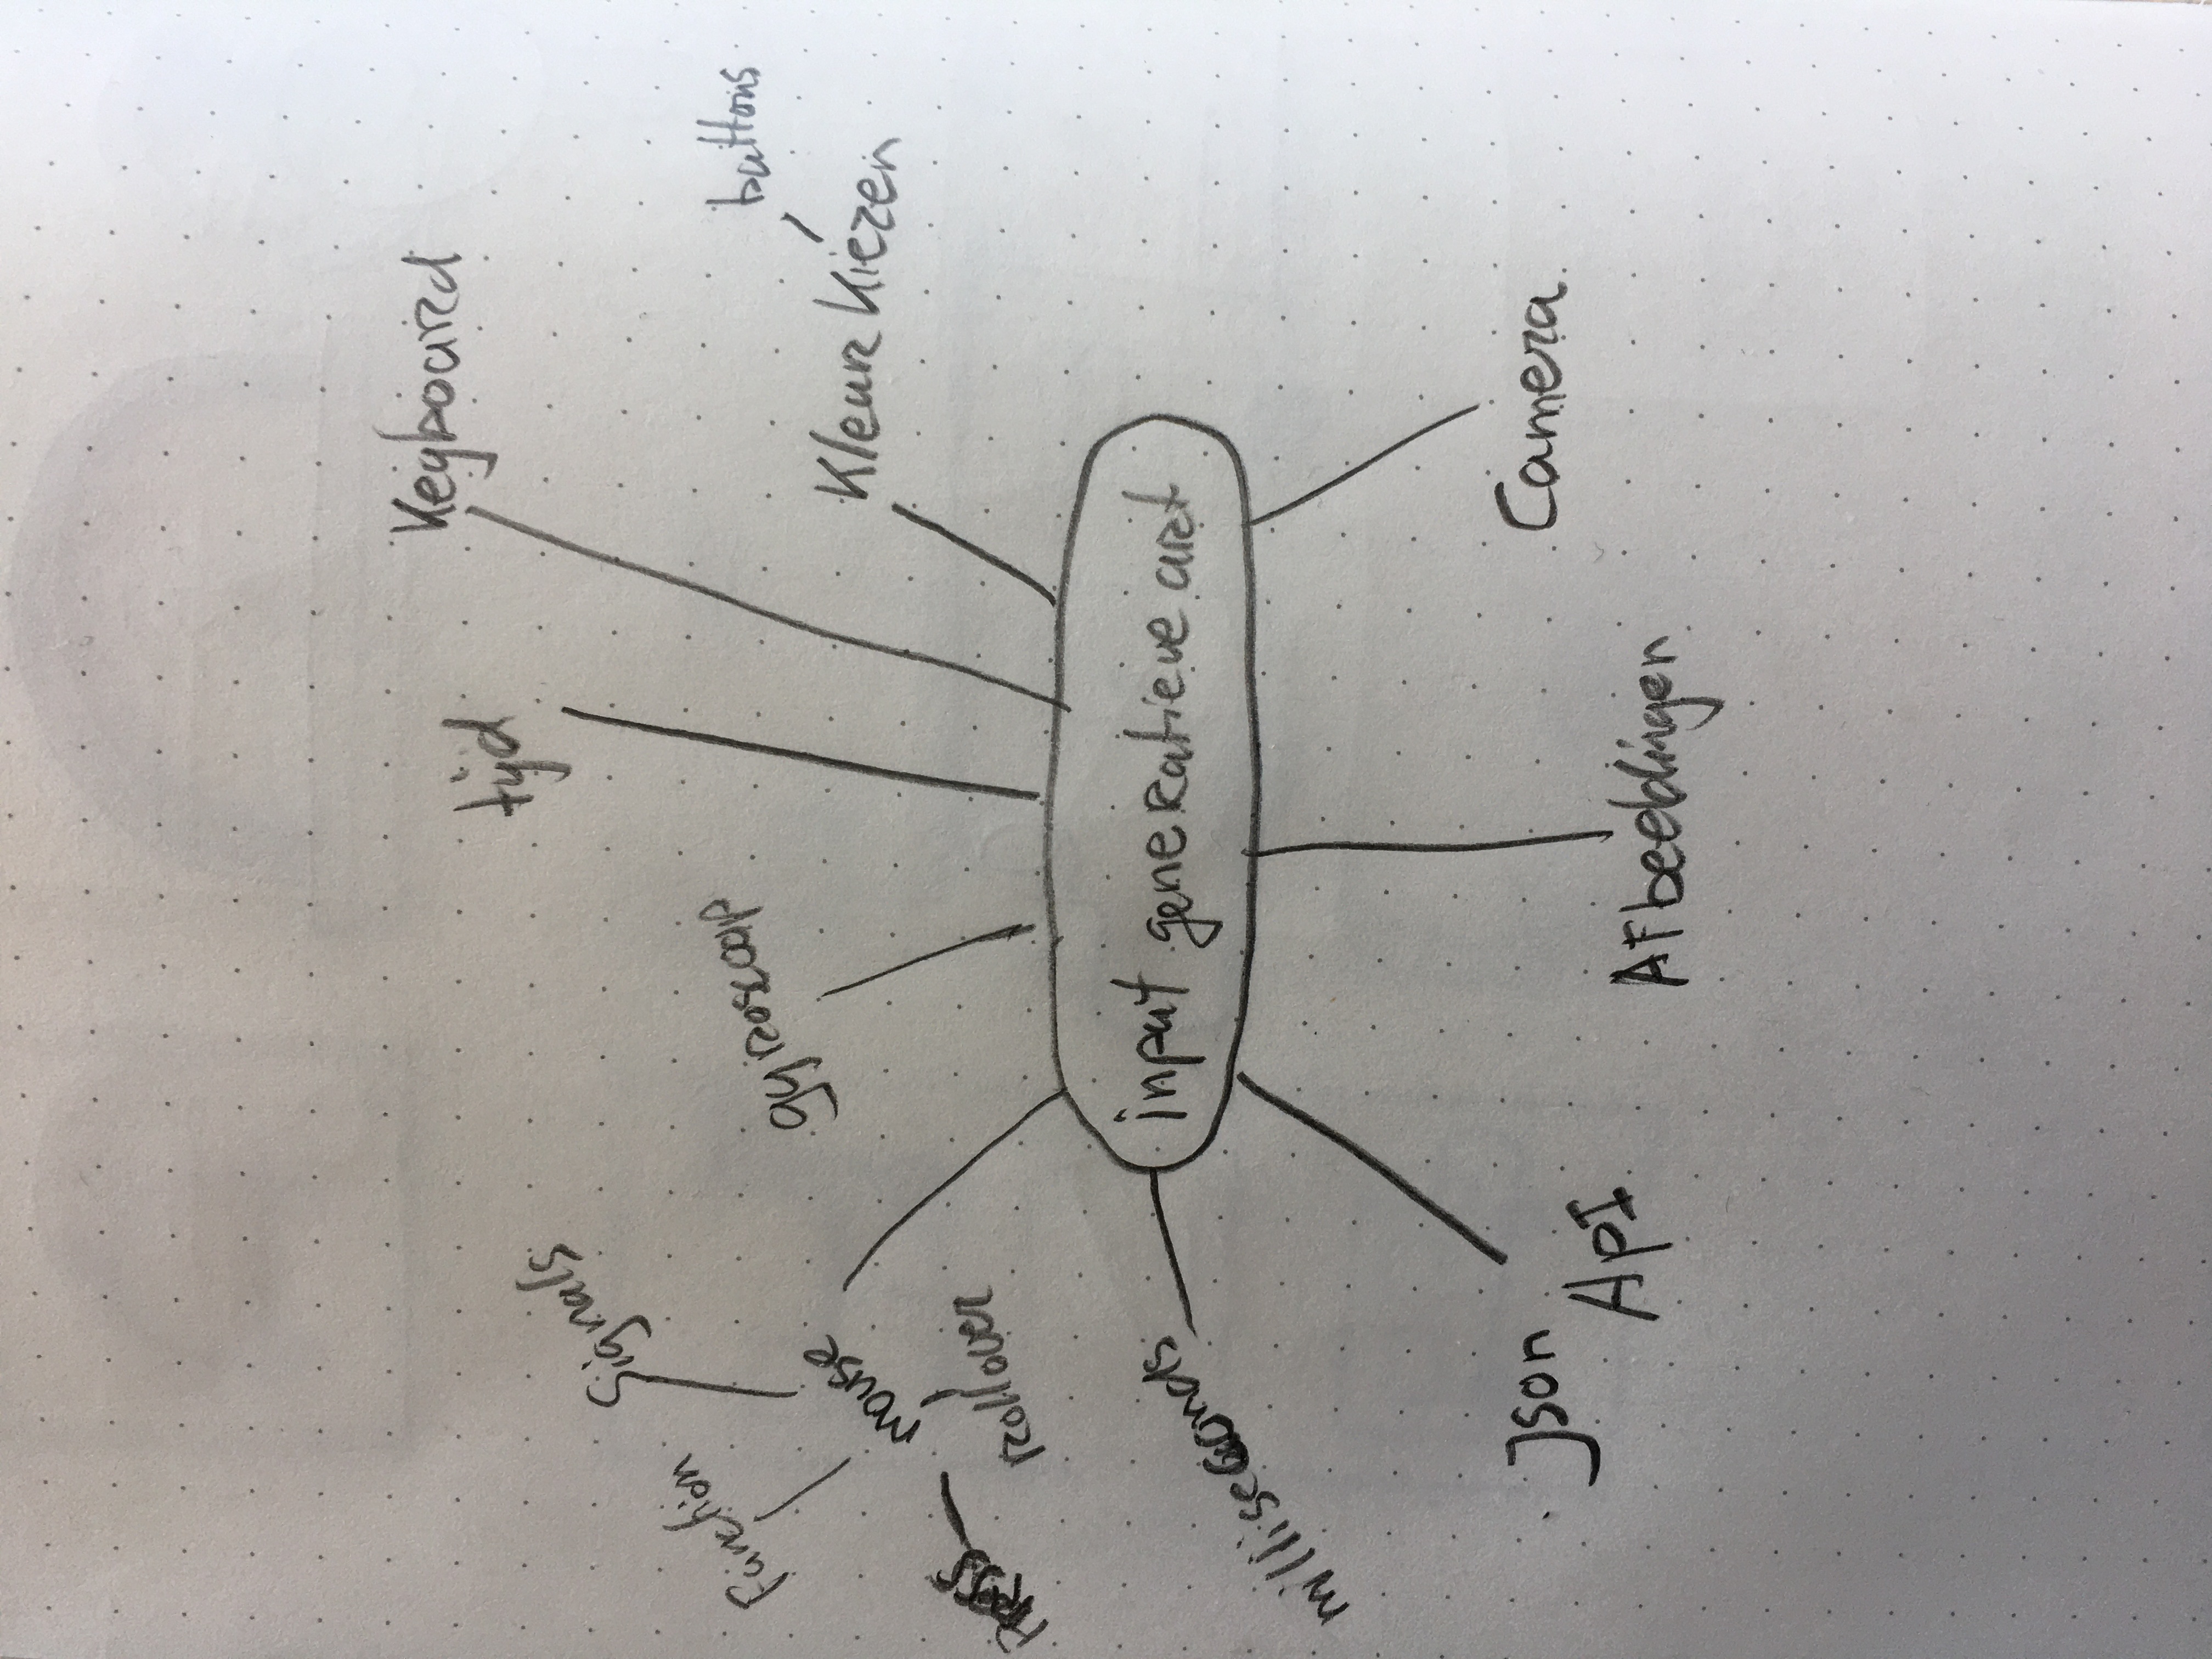 Keyboard
tijd
Signals
Function
gyroscoop
buttons
mouse
Kleur Kiezen
Press
rollover
input generatieve art
milliseconds
Json
ApI
Camera
Afbeeldingen